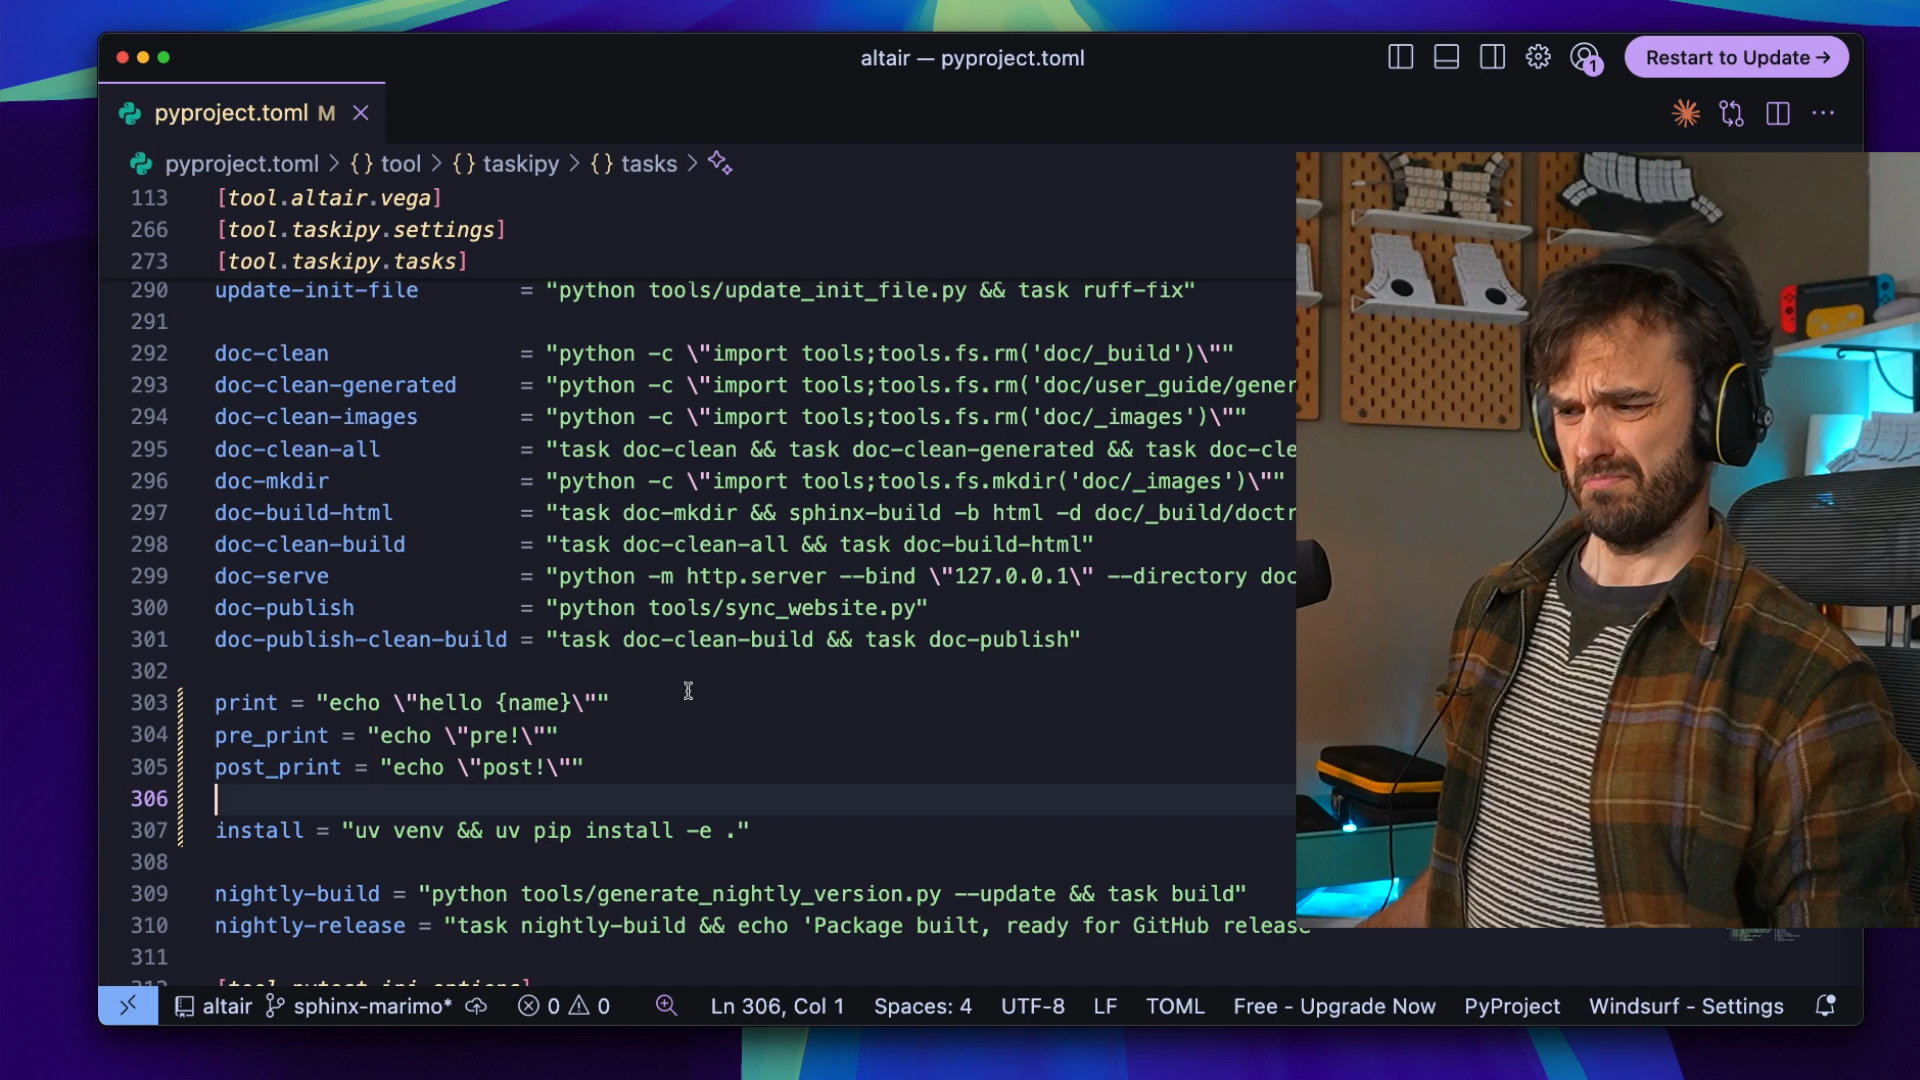 altair — pyproject.toml
1
Restart to Update →
pyproject.toml M
pyproject.toml > {} tool > {} taskipy > {} tasks >
113 [tool.altair.vega]
266 [tool.taskipy.settings]
273 [tool.taskipy.tasks]
290 update-init-file = "python tools/update_init_file.py && task ruff-fix"
291
292 doc-clean = "python -c \"import tools;tools.fs.rm('doc/_build')\""
293 doc-clean-generated = "python -c \"import tools;tools.fs.rm('doc/user_guide/gener
294 doc-clean-images = "python -c \"import tools;tools.fs.rm('doc/_images')\""
295 doc-clean-all = "task doc-clean && task doc-clean-generated && task doc-cle
296 doc-mkdir = "python -c \"import tools;tools.fs.mkdir('doc/_images')\""
297 doc-build-html = "task doc-mkdir && sphinx-build -b html -d doc/_build/doctr
298 doc-clean-build = "task doc-clean-all && task doc-build-html"
299 doc-serve = "python -m http.server --bind \"127.0.0.1\" --directory doc
300 doc-publish = "python tools/sync_website.py"
301 doc-publish-clean-build = "task doc-clean-build && task doc-publish"
302
303 print = "echo \"hello {name}\""
304 pre_print = "echo \"pre!\""
305 post_print = "echo \"post!\""
306
307 install = "uv venv && uv pip install -e ."
308
309 nightly-build = "python tools/generate_nightly_version.py --update && task build"
310 nightly-release = "task nightly-build && echo 'Package built, ready for GitHub release
311
312 [tool.pytest.ini_options]
altair sphinx-marimo* 0 0 Ln 306, Col 1 Spaces: 4 UTF-8 LF TOML Free - Upgrade Now PyProject Windsurf - Settings